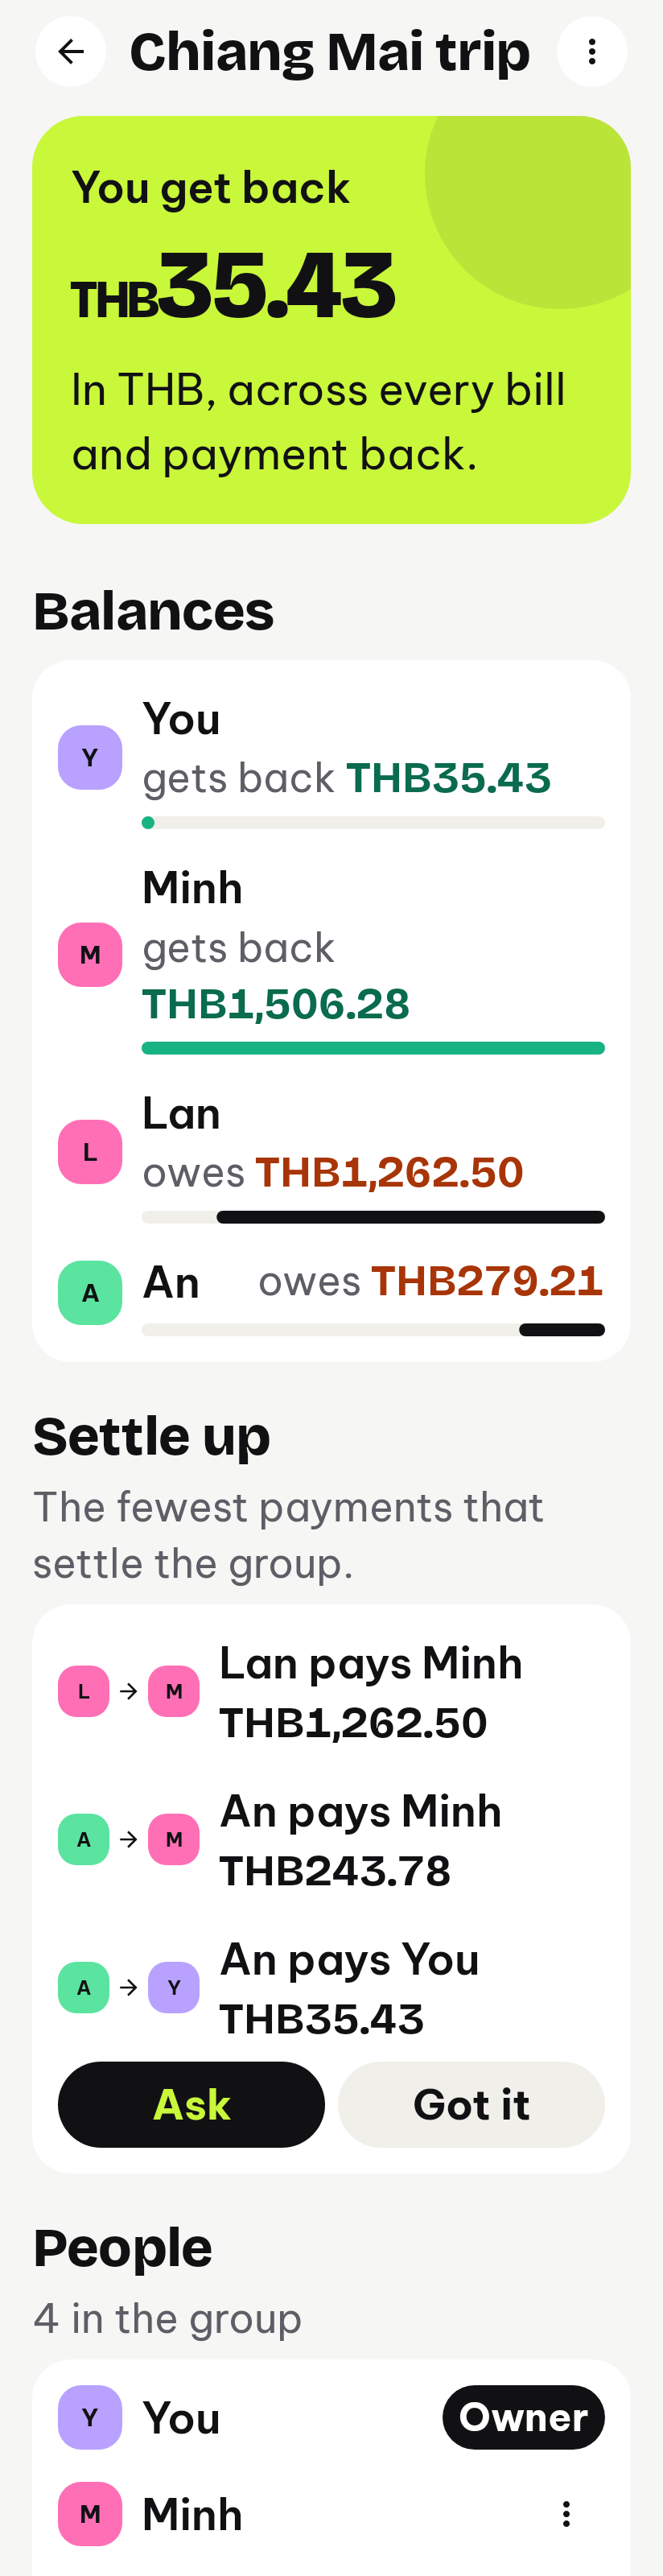 Chiang Mai trip
You get back
THB35.43
In THB, across every bill
and payment back.
Balances
Y
You
gets back THB35.43
M
Minh
gets back
THB1,506.28
L
Lan
owes THB1,262.50
A
An owes THB279.21
Settle up
The fewest payments that
settle the group.
L → M
Lan pays Minh
THB1,262.50
A → M
An pays Minh
THB243.78
A → Y
An pays You
THB35.43
Ask
Got it
People
4 in the group
Y You Owner
M Minh